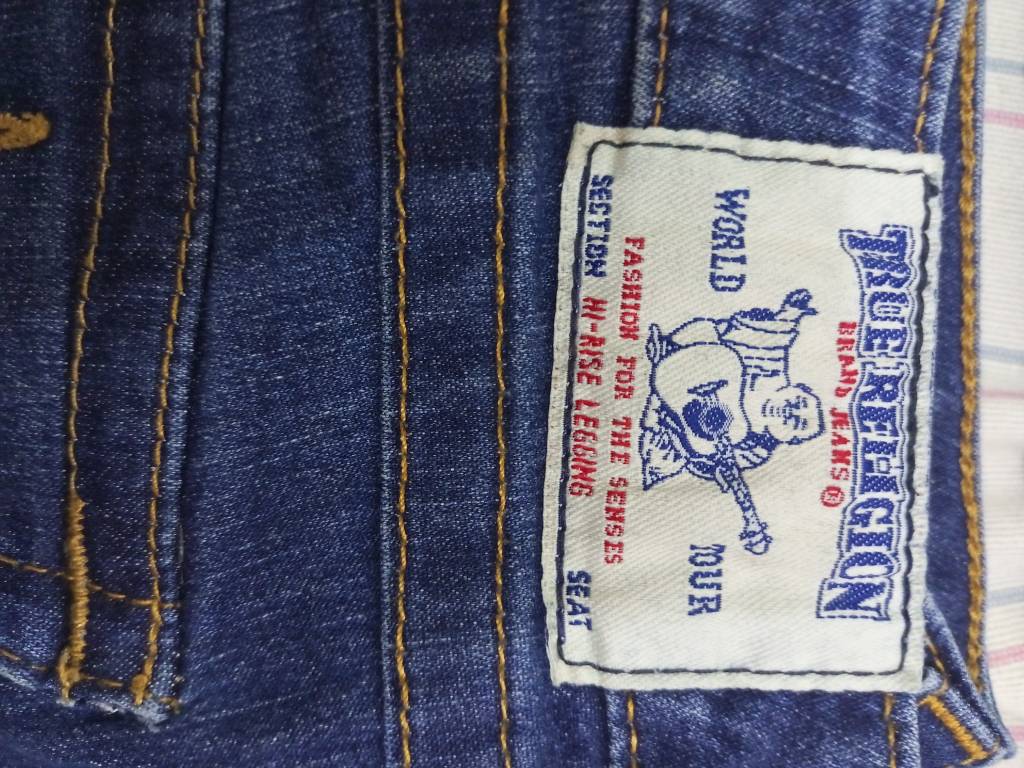 TRUE RELIGION
BRAND JEANS ®
WORLD TOUR
FASHION FOR THE SENSES
SECTION HI-RISE LEGGING SEAT